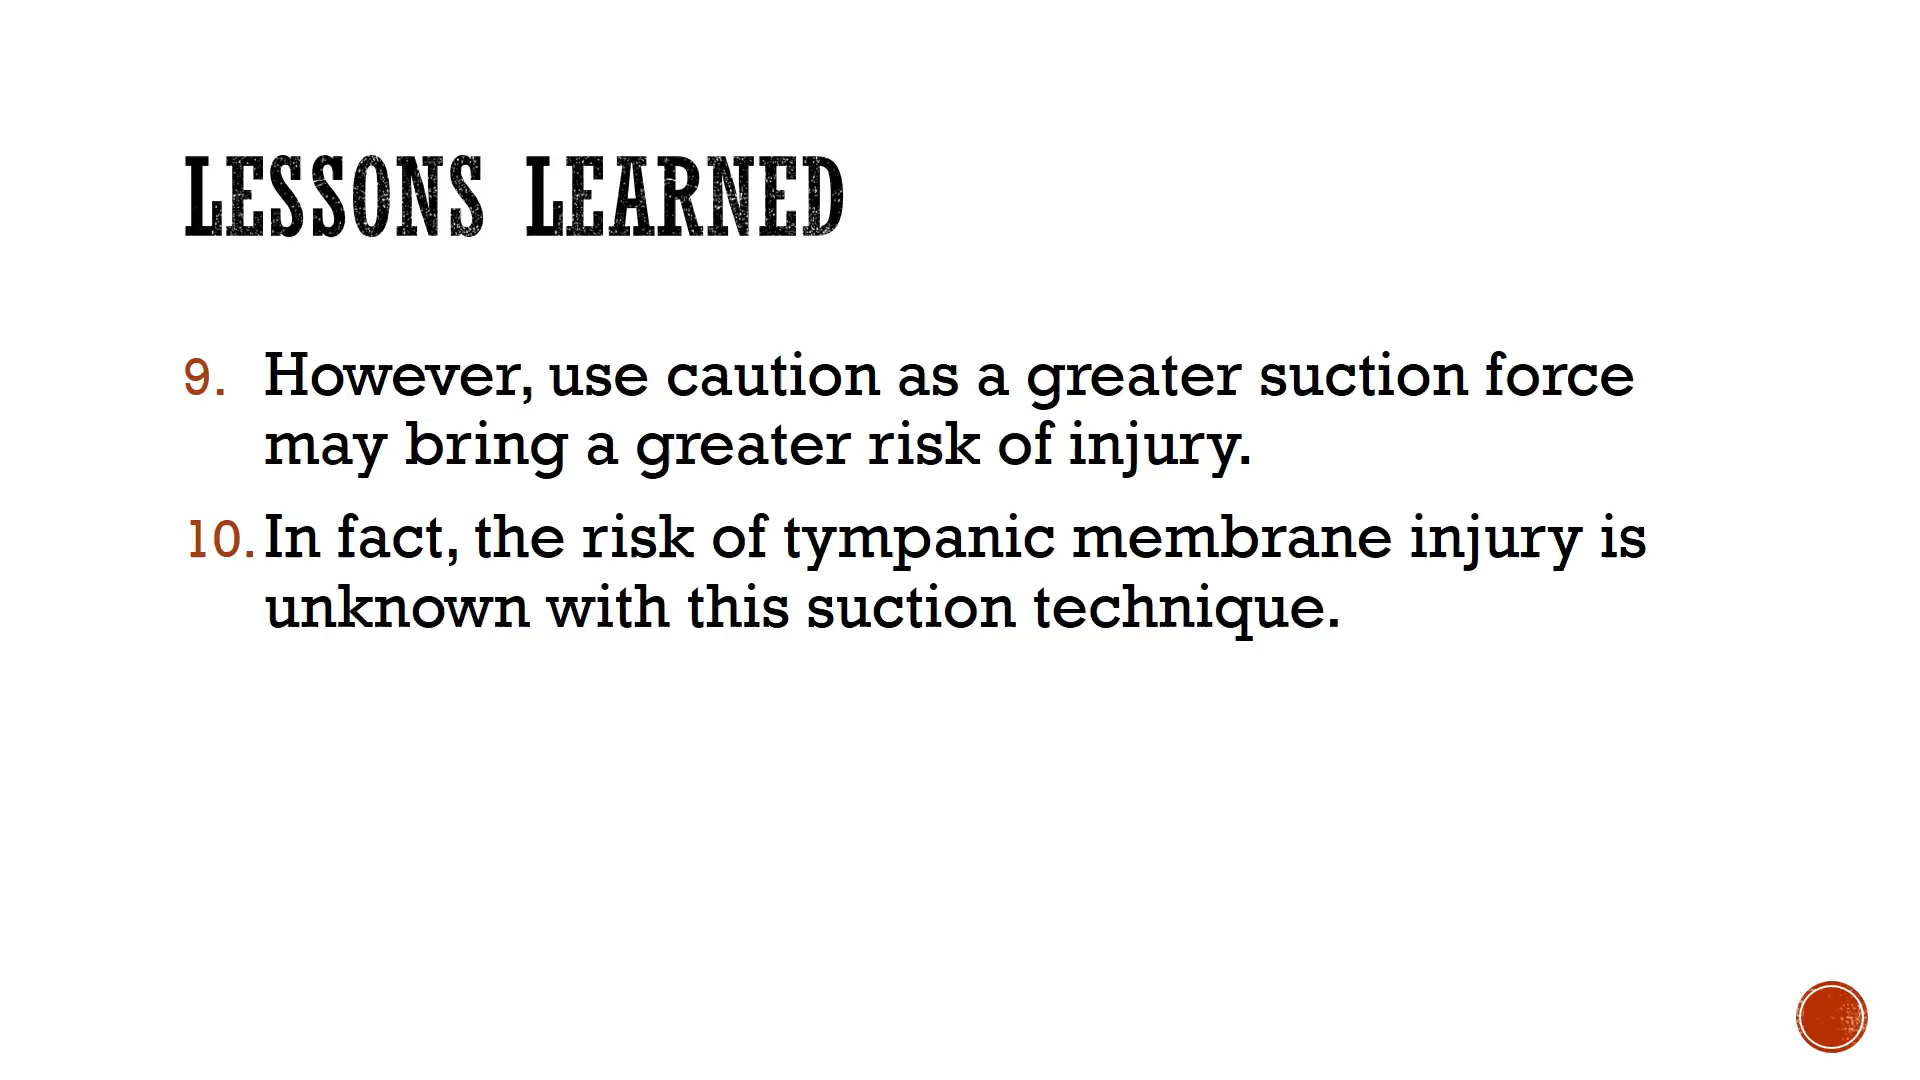 LESSONS LEARNED
9. However, use caution as a greater suction force
may bring a greater risk of injury.
10. In fact, the risk of tympanic membrane injury is
unknown with this suction technique.